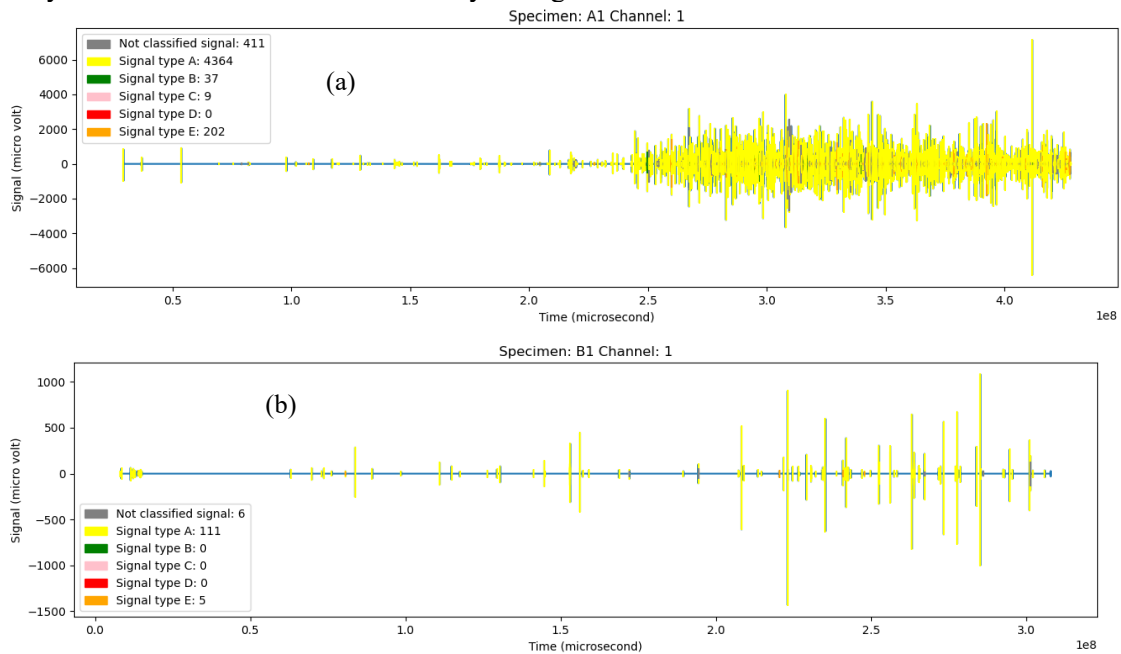 Specimen: A1 Channel: 1
Not classified signal: 411
Signal type A: 4364
Signal type B: 37
Signal type C: 9
Signal type D: 0
Signal type E: 202
(a)
6000
4000
2000
0
−2000
−4000
−6000
Signal (micro volt)
0.5 1.0 1.5 2.0 2.5 3.0 3.5 4.0
1e8
Time (microsecond)
Specimen: B1 Channel: 1
(b)
1000
500
0
−500
−1000
−1500
Signal (micro volt)
Not classified signal: 6
Signal type A: 111
Signal type B: 0
Signal type C: 0
Signal type D: 0
Signal type E: 5
0.0 0.5 1.0 1.5 2.0 2.5 3.0
1e8
Time (microsecond)